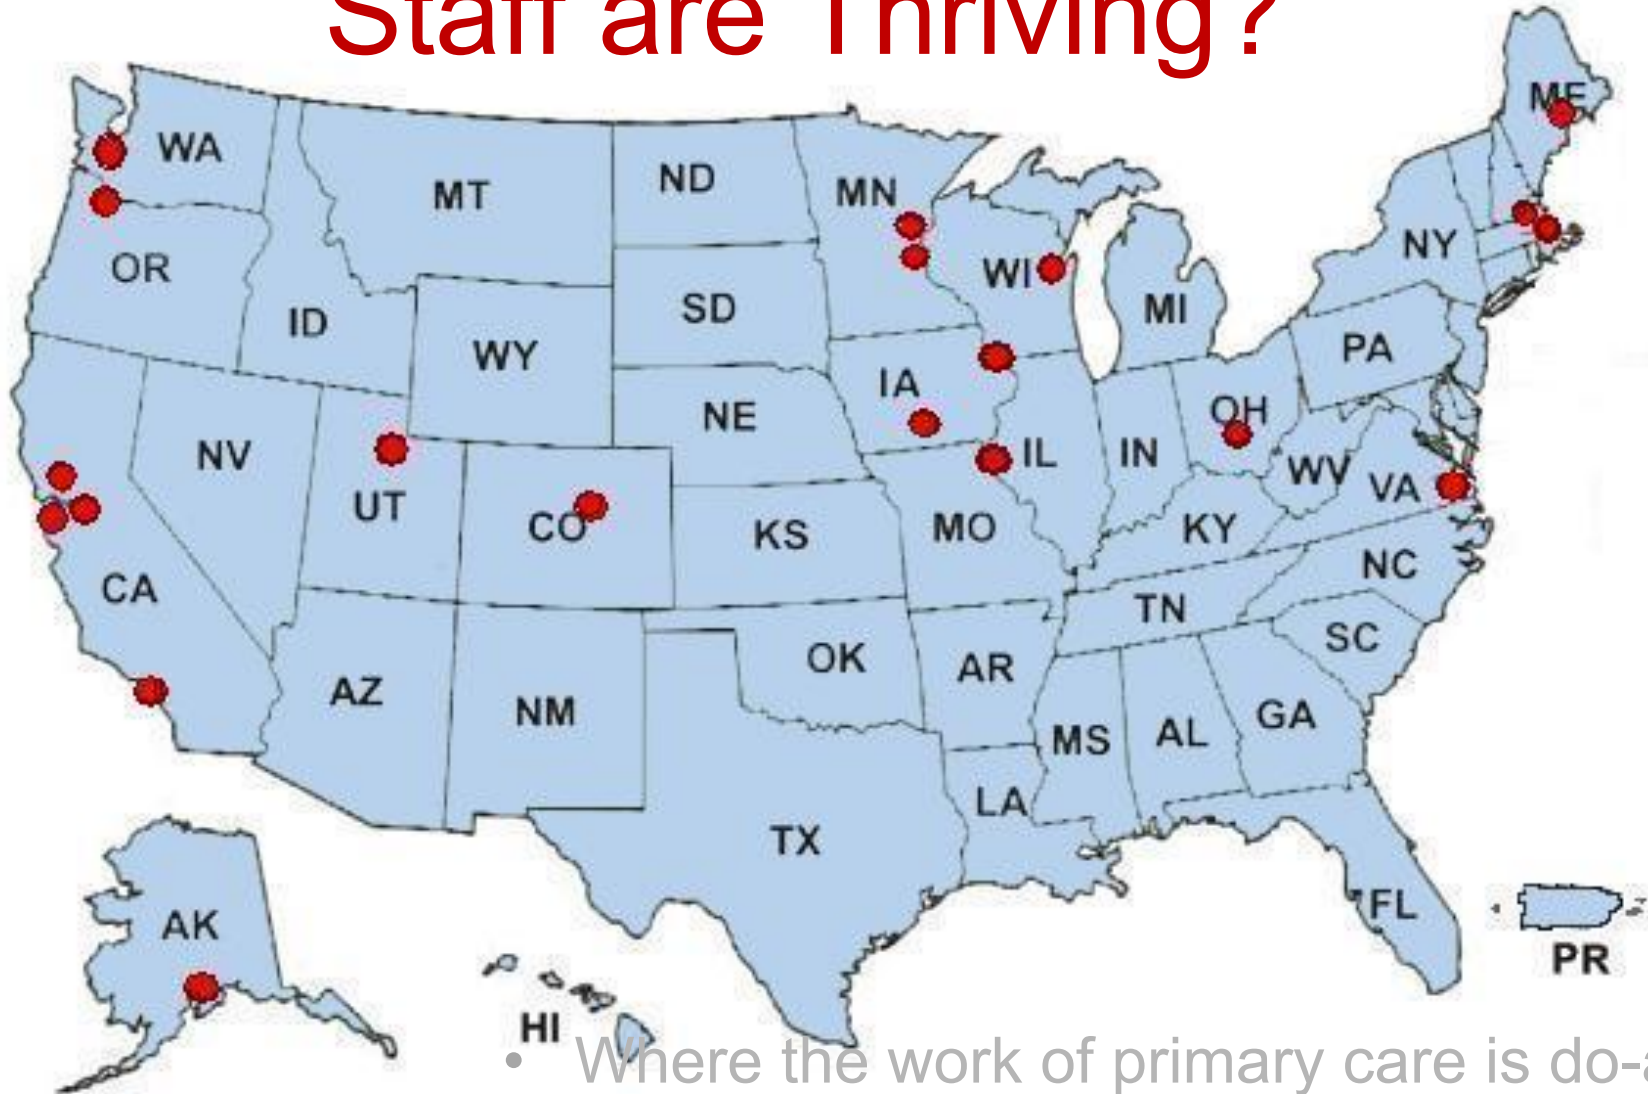 Staff are Thriving?
ME
WA
MT
ND
MN
OR
NY
WI
ID
SD
MI
WY
PA
IA
NE
OH
NV
IL
IN
WV
UT
VA
CO
KS
MO
KY
CA
NC
TN
SC
OK
AR
AZ
NM
GA
MS
AL
LA
TX
FL
AK
PR
HI
• Where the work of primary care is do-a